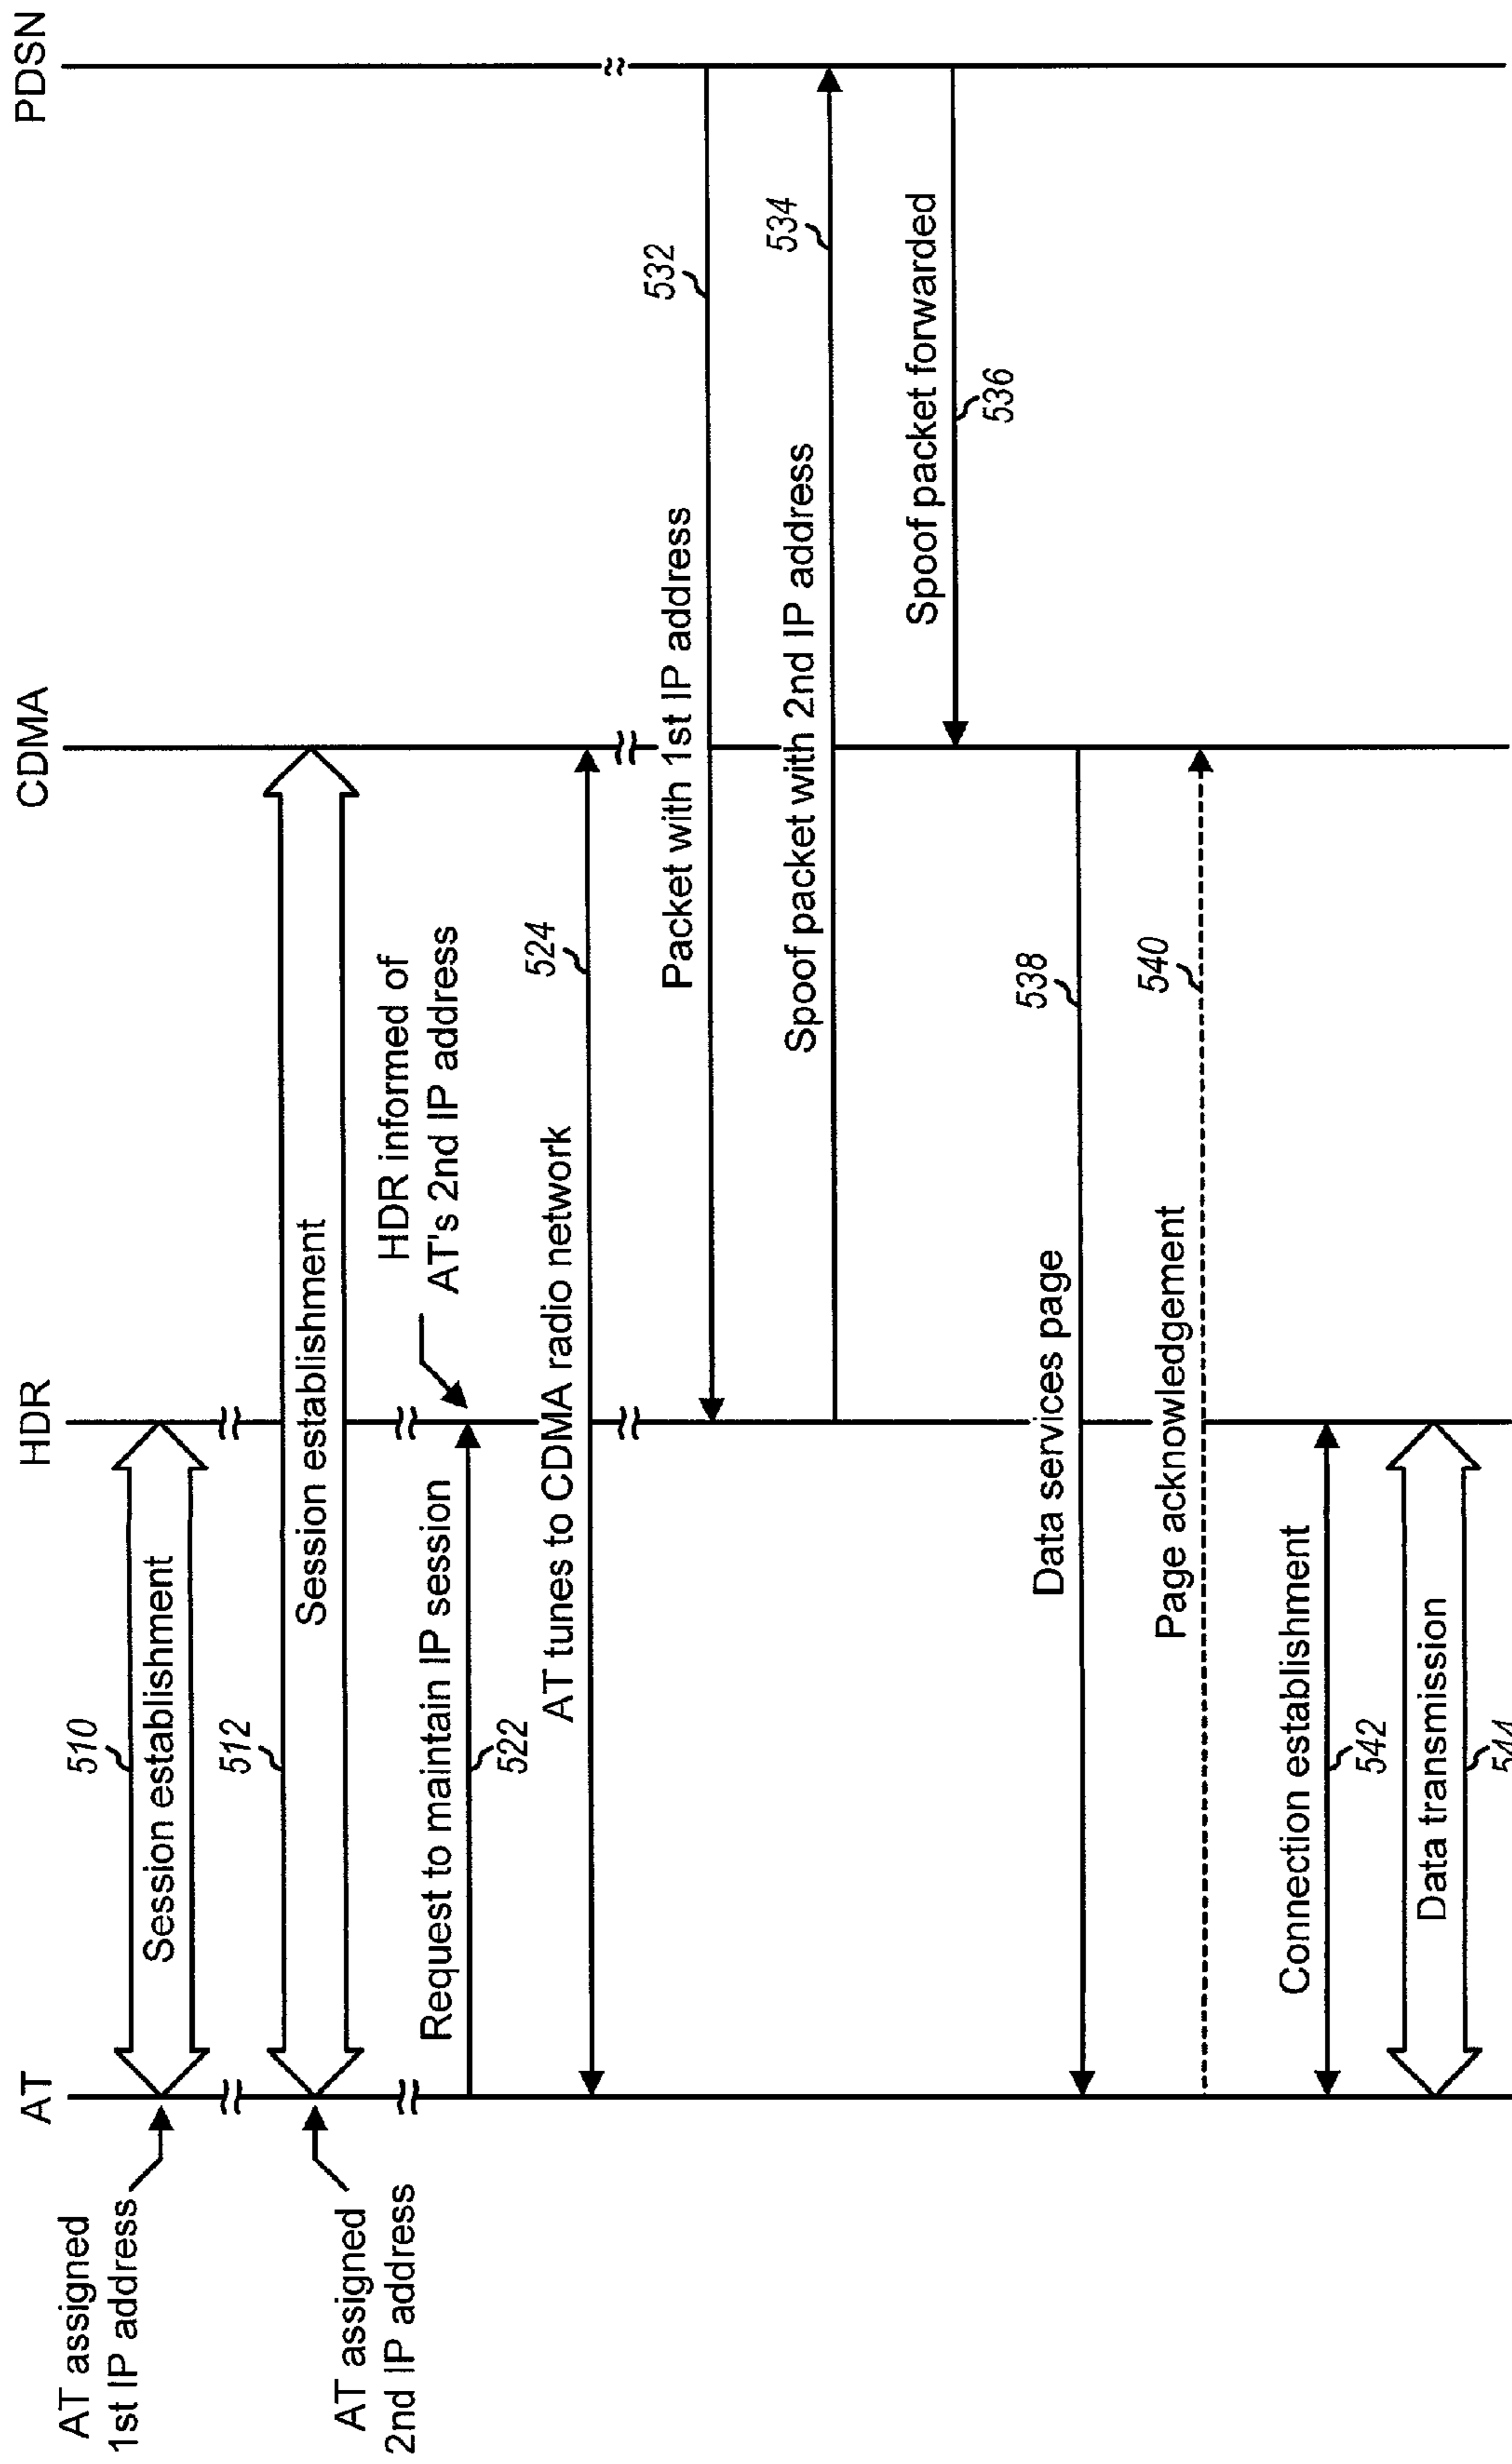 AT
HDR
CDMA
PDSN
AT assigned
1st IP address
510
Session establishment
AT assigned
2nd IP address
512
Session establishment
HDR informed of
AT's 2nd IP address
Request to maintain IP session
522
524
AT tunes to CDMA radio network
532
Packet with 1st IP address
534
Spoof packet with 2nd IP address
Spoof packet forwarded
536
538
Data services page
540
Page acknowledgement
Connection establishment
542
Data transmission
544